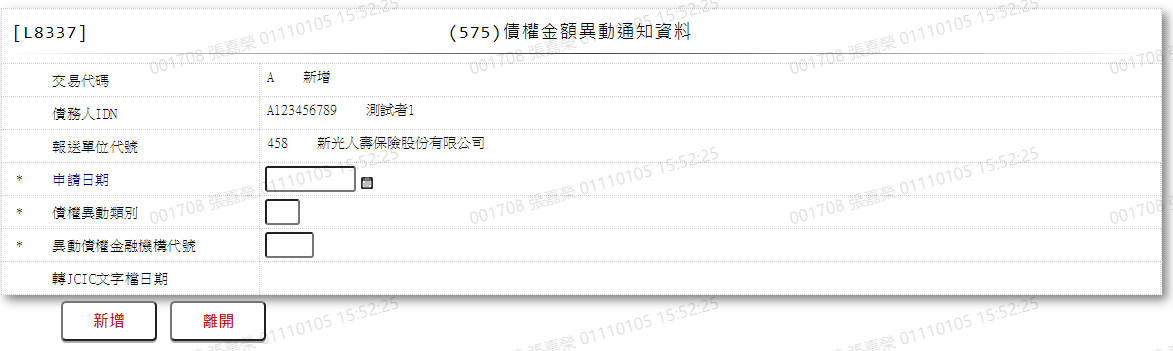 [L8337] (575)債權金額異動通知資料
交易代碼 A 新增
債務人IDN A123456789 測試者1
報送單位代號 458 新光人壽保險股份有限公司
* 申請日期
* 債權異動類別
* 異動債權金融機構代號
轉JCIC文字檔日期
新增 離開
001708 張嘉榮 01110105 15:52:25